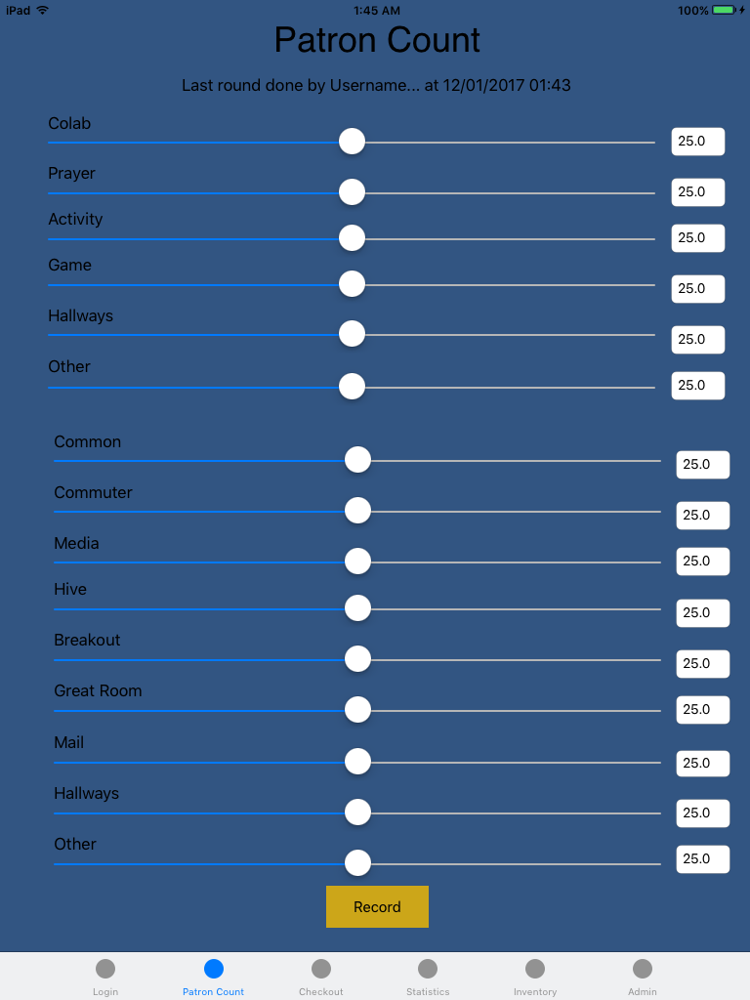 iPad 1:45 AM 100%
Patron Count
Last round done by Username... at 12/01/2017 01:43
Colab 25.0
Prayer 25.0
Activity 25.0
Game 25.0
Hallways 25.0
Other 25.0
Common 25.0
Commuter 25.0
Media 25.0
Hive 25.0
Breakout 25.0
Great Room 25.0
Mail 25.0
Hallways 25.0
Other 25.0
Record
Login Patron Count Checkout Statistics Inventory Admin